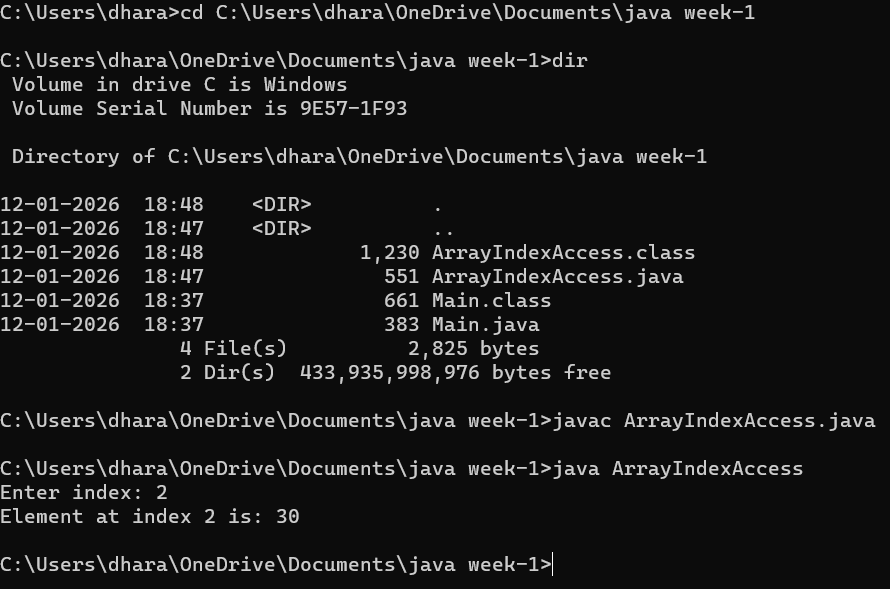 C:\Users\dhara>cd C:\Users\dhara\OneDrive\Documents\java week-1
C:\Users\dhara\OneDrive\Documents\java week-1>dir
 Volume in drive C is Windows
 Volume Serial Number is 9E57-1F93
 Directory of C:\Users\dhara\OneDrive\Documents\java week-1
12-01-2026  18:48    <DIR>          .
12-01-2026  18:47    <DIR>          ..
12-01-2026  18:48             1,230 ArrayIndexAccess.class
12-01-2026  18:47               551 ArrayIndexAccess.java
12-01-2026  18:37               661 Main.class
12-01-2026  18:37               383 Main.java
               4 File(s)          2,825 bytes
               2 Dir(s)  433,935,998,976 bytes free
C:\Users\dhara\OneDrive\Documents\java week-1>javac ArrayIndexAccess.java
C:\Users\dhara\OneDrive\Documents\java week-1>java ArrayIndexAccess
Enter index: 2
Element at index 2 is: 30
C:\Users\dhara\OneDrive\Documents\java week-1>